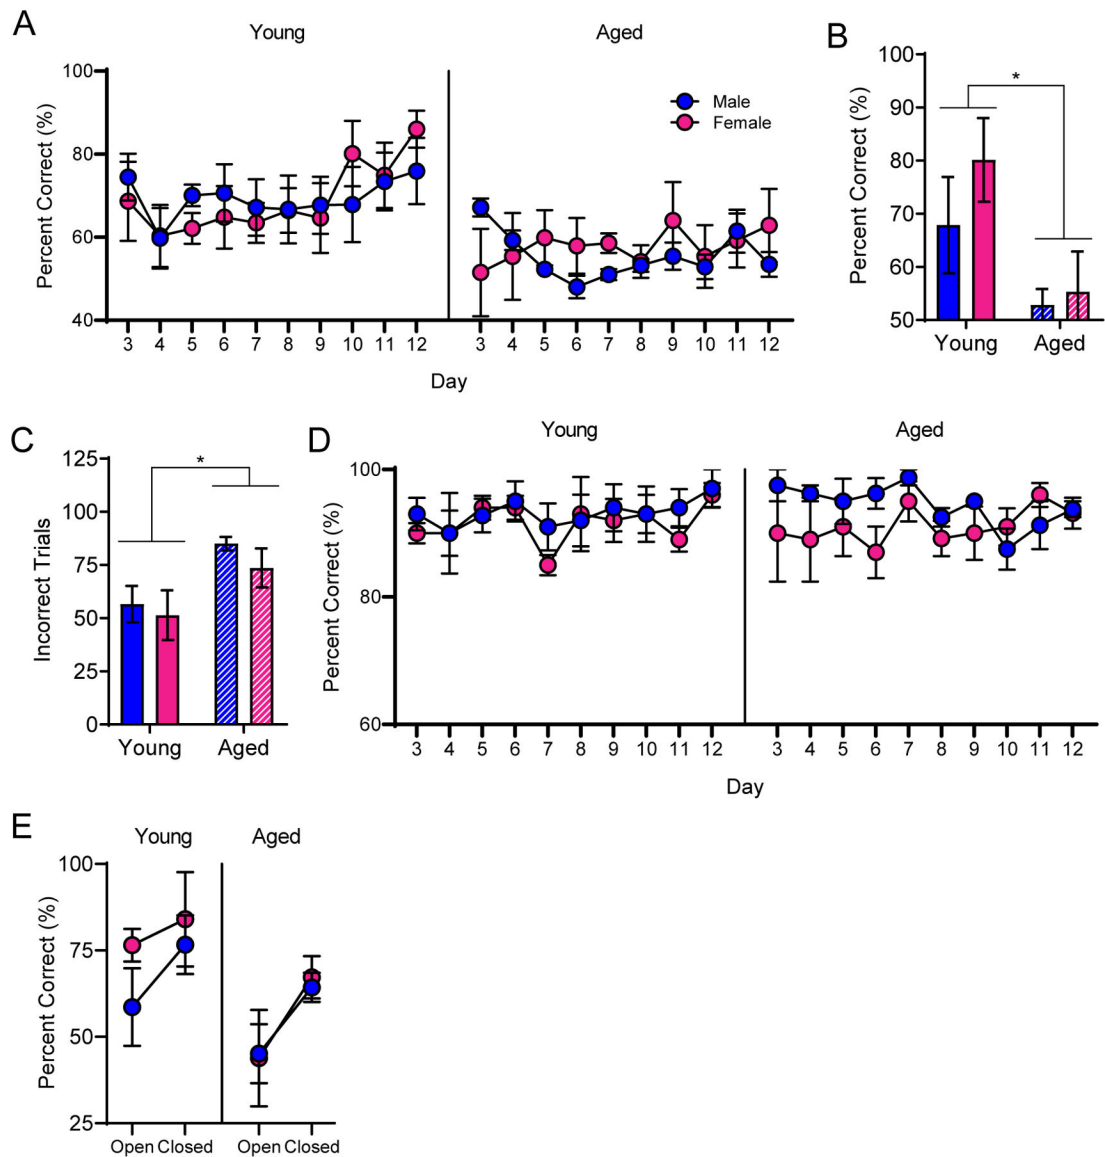 A
Young
Aged
Percent Correct (%)
100
80
60
40
Male
Female
3 4 5 6 7 8 9 10 11 12
3 4 5 6 7 8 9 10 11 12
Day
B
Percent Correct (%)
100
90
80
70
60
50
*
Young
Aged
C
Incorrect Trials
125
100
75
50
25
0
*
Young
Aged
D
Young
Aged
Percent Correct (%)
100
80
60
3 4 5 6 7 8 9 10 11 12
3 4 5 6 7 8 9 10 11 12
Day
E
Young
Aged
Percent Correct (%)
100
75
50
25
Open Closed
Open Closed